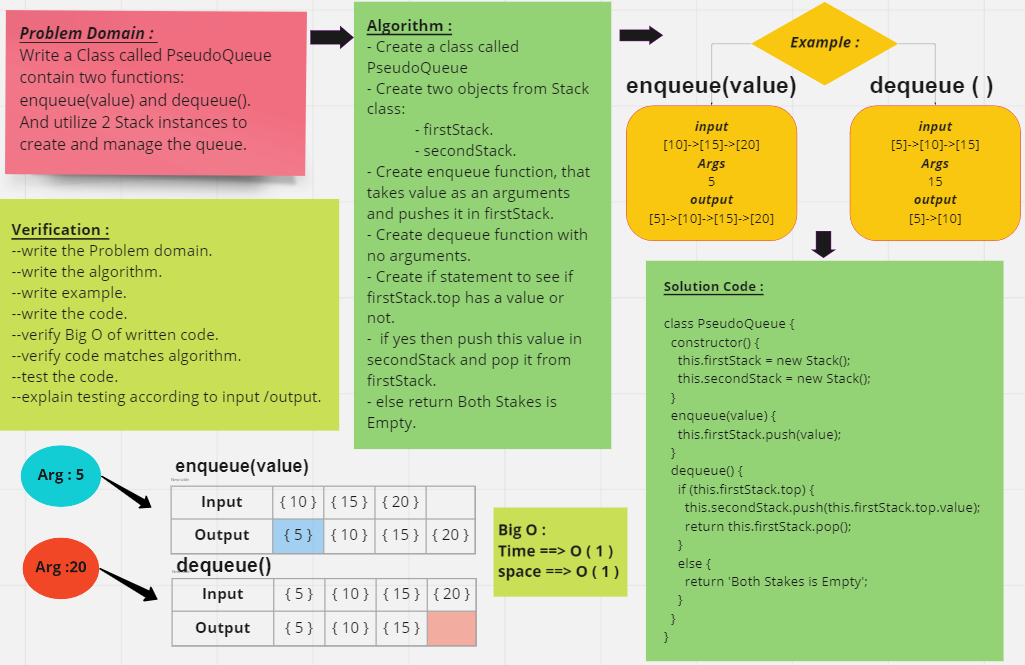 Problem Domain :
Write a Class called PseudoQueue
contain two functions:
enqueue(value) and dequeue().
And utilize 2 Stack instances to
create and manage the queue.
Verification :
--write the Problem domain.
--write the algorithm.
--write example.
--write the code.
--verify Big O of written code.
--verify code matches algorithm.
--test the code.
--explain testing according to input /output.
Algorithm :
- Create a class called
PseudoQueue
- Create two objects from Stack
class:
- firstStack.
- secondStack.
- Create enqueue function, that
takes value as an arguments
and pushes it in firstStack.
- Create dequeue function with
no arguments.
- Create if statement to see if
firstStack.top has a value or
not.
- if yes then push this value in
secondStack and pop it from
firstStack.
- else return Both Stakes is
Empty.
Example :
enqueue(value)
input
[10]->[15]->[20]
Args
5
output
[5]->[10]->[15]->[20]
dequeue ( )
input
[5]->[10]->[15]
Args
15
output
[5]->[10]
Solution Code :
class PseudoQueue {
constructor() {
this.firstStack = new Stack();
this.secondStack = new Stack();
}
enqueue(value) {
this.firstStack.push(value);
}
dequeue() {
if (this.firstStack.top) {
this.secondStack.push(this.firstStack.top.value);
return this.firstStack.pop();
}
else {
return 'Both Stakes is Empty';
}
}
}
Arg : 5
enqueue(value)
Input { 10 } { 15 } { 20 }
Output { 5 } { 10 } { 15 } { 20 }
Arg :20
dequeue()
Input { 5 } { 10 } { 15 } { 20 }
Output { 5 } { 10 } { 15 }
Big O :
Time ==> O ( 1 )
space ==> O ( 1 )